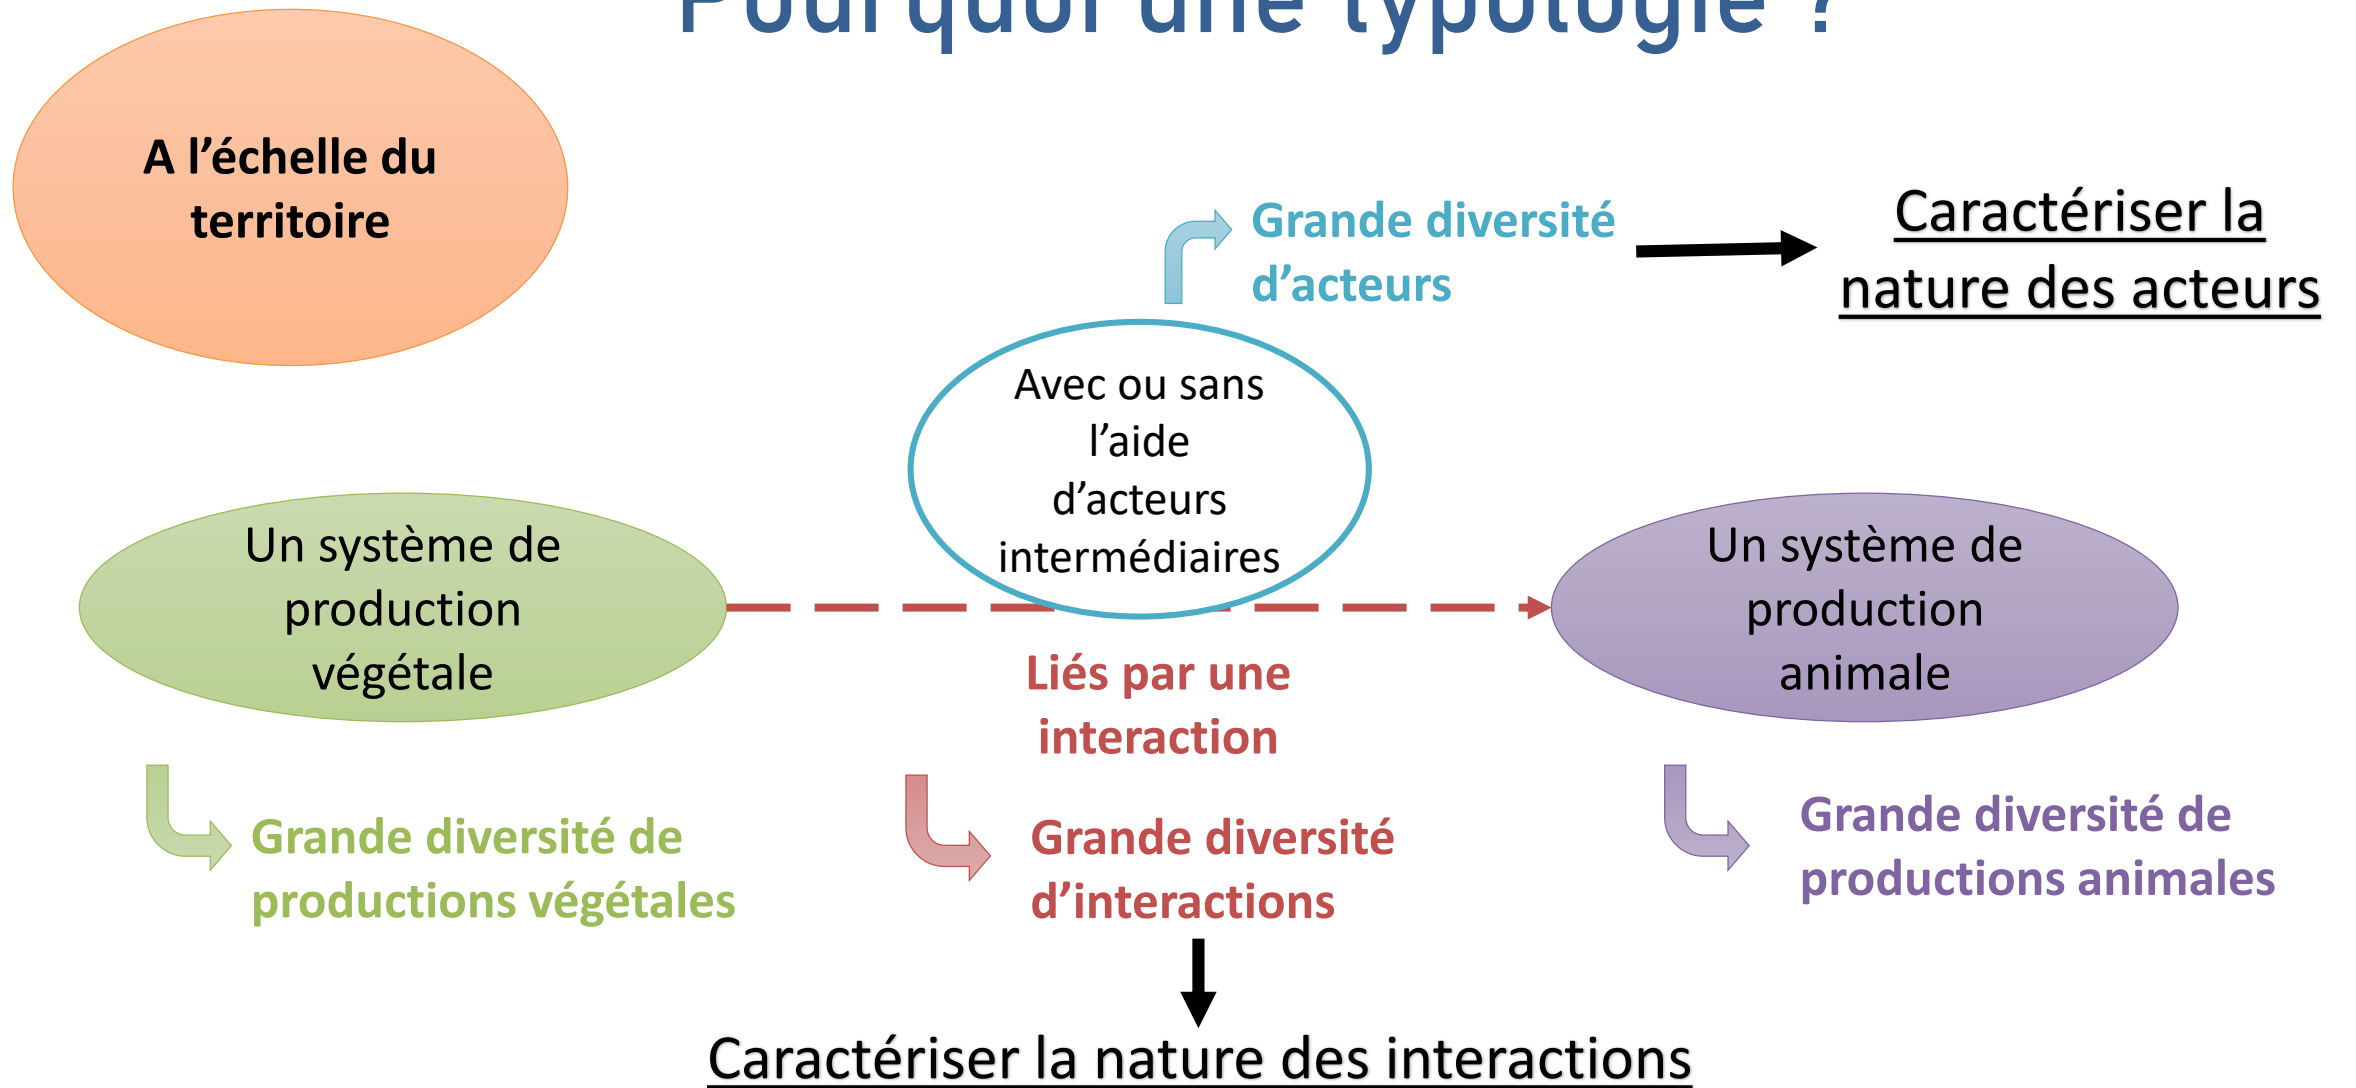 Pourquoi une typologie ?
A l’échelle du
territoire
Grande diversité
d’acteurs
Caractériser la
nature des acteurs
Avec ou sans
l’aide
d’acteurs
intermédiaires
Un système de
production
végétale
Un système de
production
animale
Liés par une
interaction
Grande diversité de
productions végétales
Grande diversité
d’interactions
Grande diversité de
productions animales
Caractériser la nature des interactions